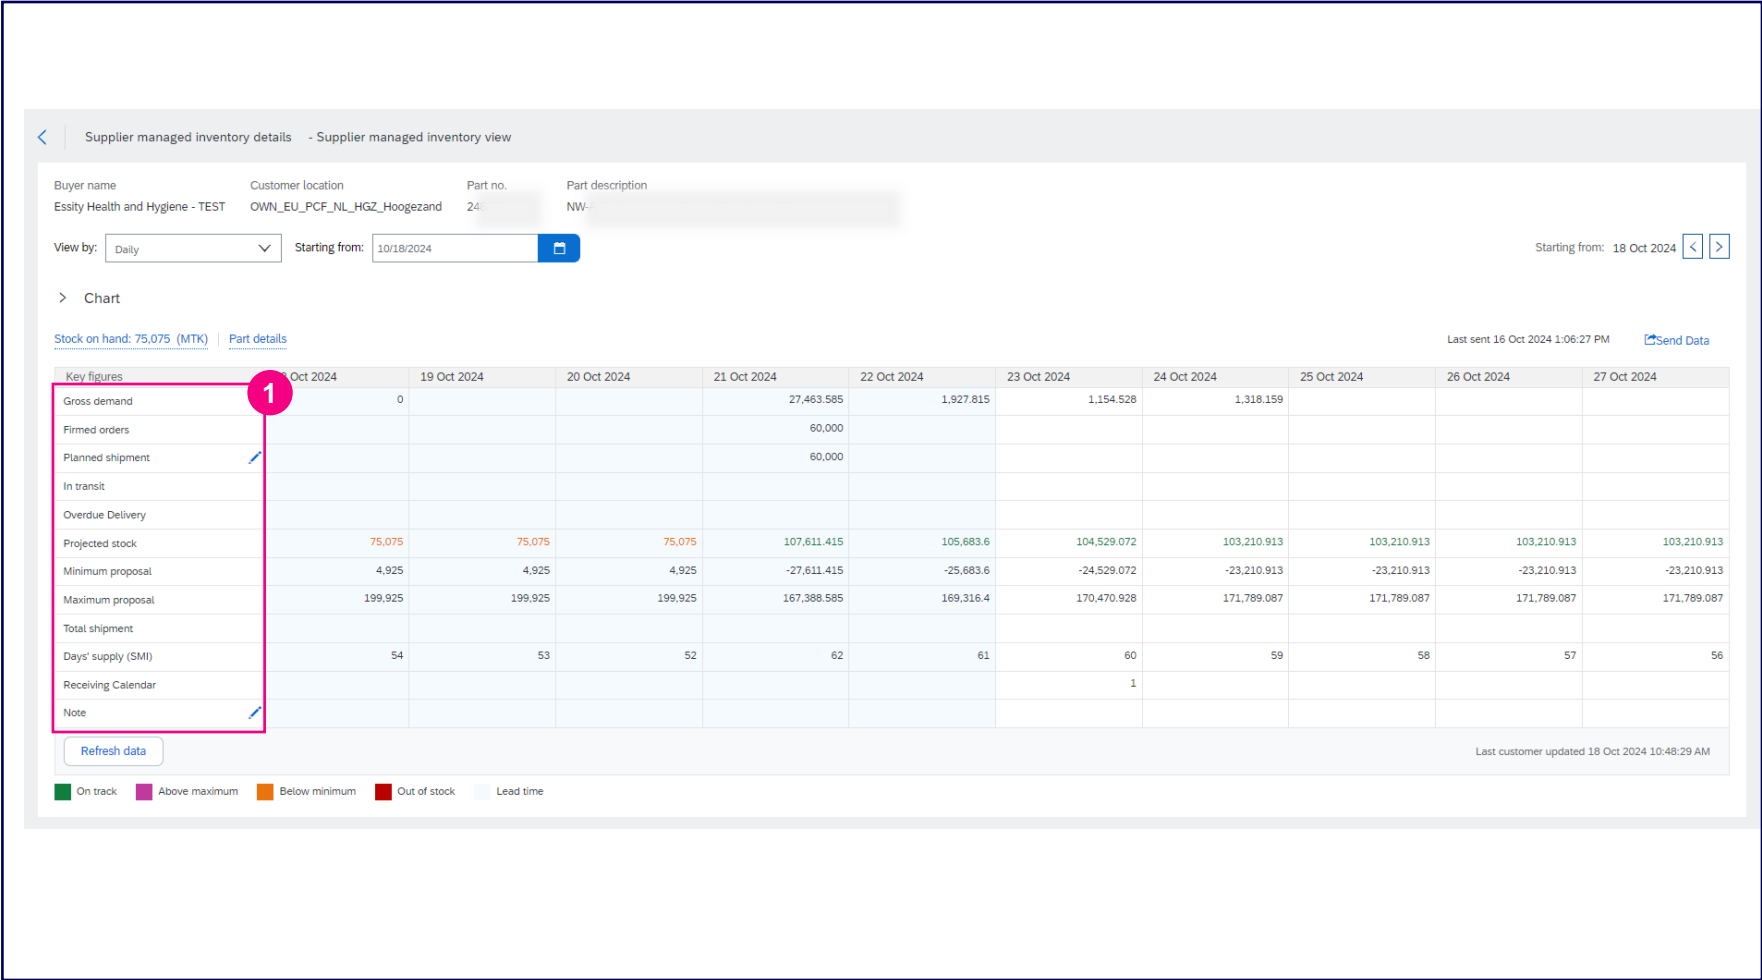 Supplier managed inventory details - Supplier managed inventory view
Buyer name Customer location Part no. Part description
Essity Health and Hygiene - TEST OWN_EU_PCF_NL_HGZ_Hoogezand 24 NW-
View by: Daily Starting from: 10/18/2024 Starting from: 18 Oct 2024
Chart
Stock on hand: 75,075 (MTK) Part details Last sent 16 Oct 2024 1:06:27 PM Send Data
Key figures 1 Oct 2024 19 Oct 2024 20 Oct 2024 21 Oct 2024 22 Oct 2024 23 Oct 2024 24 Oct 2024 25 Oct 2024 26 Oct 2024 27 Oct 2024
Gross demand 0 27,463.585 1,927.815 1,154.528 1,318.159
Firmed orders 60,000
Planned shipment 60,000
In transit
Overdue Delivery
Projected stock 75,075 75,075 75,075 107,611.415 105,683.6 104,529.072 103,210.913 103,210.913 103,210.913 103,210.913
Minimum proposal 4,925 4,925 4,925 -27,611.415 -25,683.6 -24,529.072 -23,210.913 -23,210.913 -23,210.913 -23,210.913
Maximum proposal 199,925 199,925 199,925 167,388.585 169,316.4 170,470.928 171,789.087 171,789.087 171,789.087 171,789.087
Total shipment
Days' supply (SMI) 54 53 52 62 61 60 59 58 57 56
Receiving Calendar 1
Note
Refresh data Last customer updated 18 Oct 2024 10:48:29 AM
On track Above maximum Below minimum Out of stock Lead time